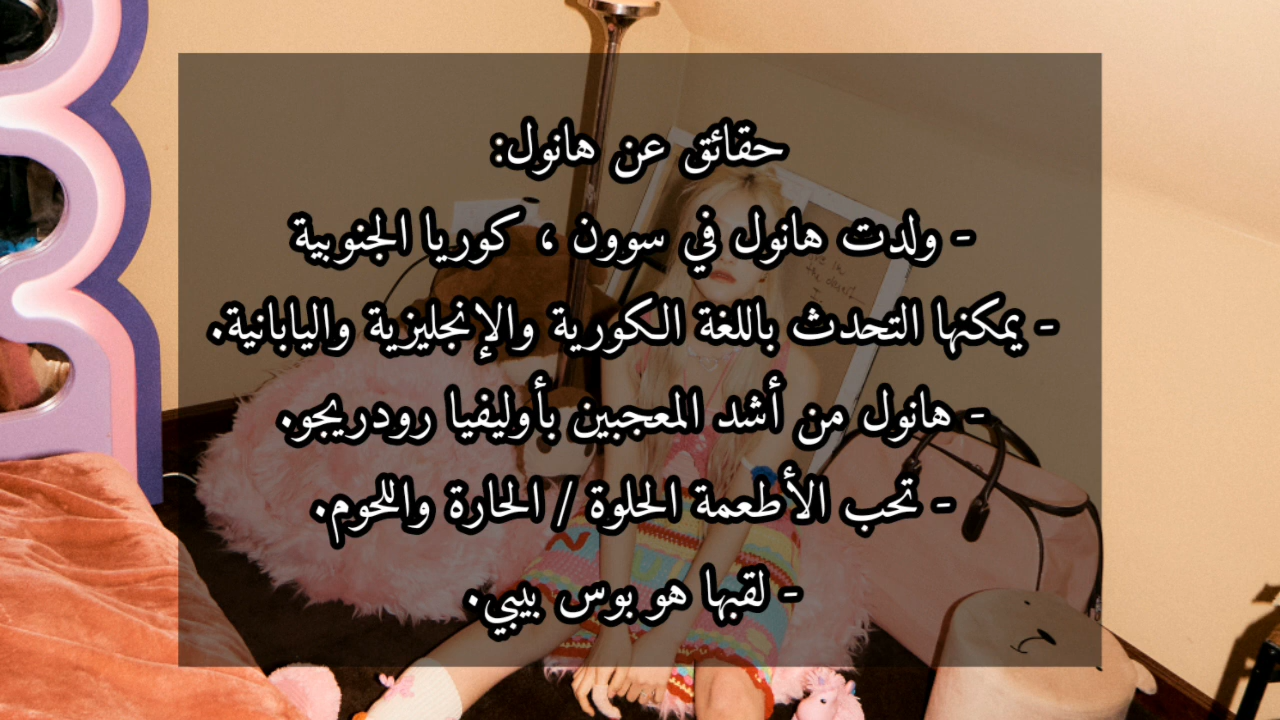 حقائق عن هانول:
- ولدت هانول في سوون ، كوريا الجنوبية
- يمكنها التحدث باللغة الكورية والإنجليزية واليابانية.
- هانول من أشد المعجبين بأوليفيا رودريجو.
- تحب الأطعمة الحلوة / الحارة واللحوم.
- لقبها هو بوس بيبي.